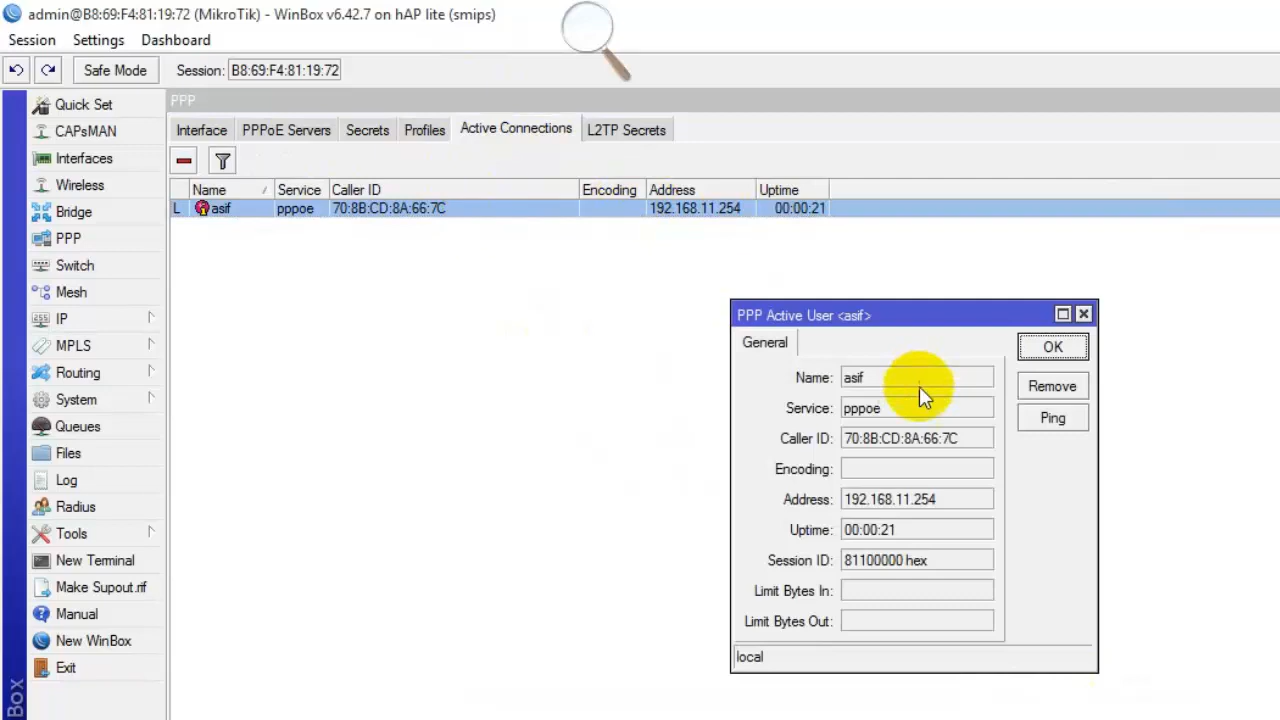 admin@B8:69:F4:81:19:72 (MikroTik) - WinBox v6.42.7 on hAP lite (smips)
Session Settings Dashboard
Safe Mode Session: B8:69:F4:81:19:72
PPP
Interface PPPoE Servers Secrets Profiles Active Connections L2TP Secrets
Name / Service Caller ID Encoding Address Uptime
L asif pppoe 70:8B:CD:8A:66:7C 192.168.11.254 00:00:21
Quick Set
CAPsMAN
Interfaces
Wireless
Bridge
PPP
Switch
Mesh
255 IP
MPLS
Routing
System
Queues
Files
Log
Radius
Tools
New Terminal
Make Supout.rif
Manual
New WinBox
Exit
Box
PPP Active User <asif>
General
Name: asif
Service: pppoe
Caller ID: 70:8B:CD:8A:66:7C
Encoding:
Address: 192.168.11.254
Uptime: 00:00:21
Session ID: 81100000 hex
Limit Bytes In:
Limit Bytes Out:
local
OK
Remove
Ping